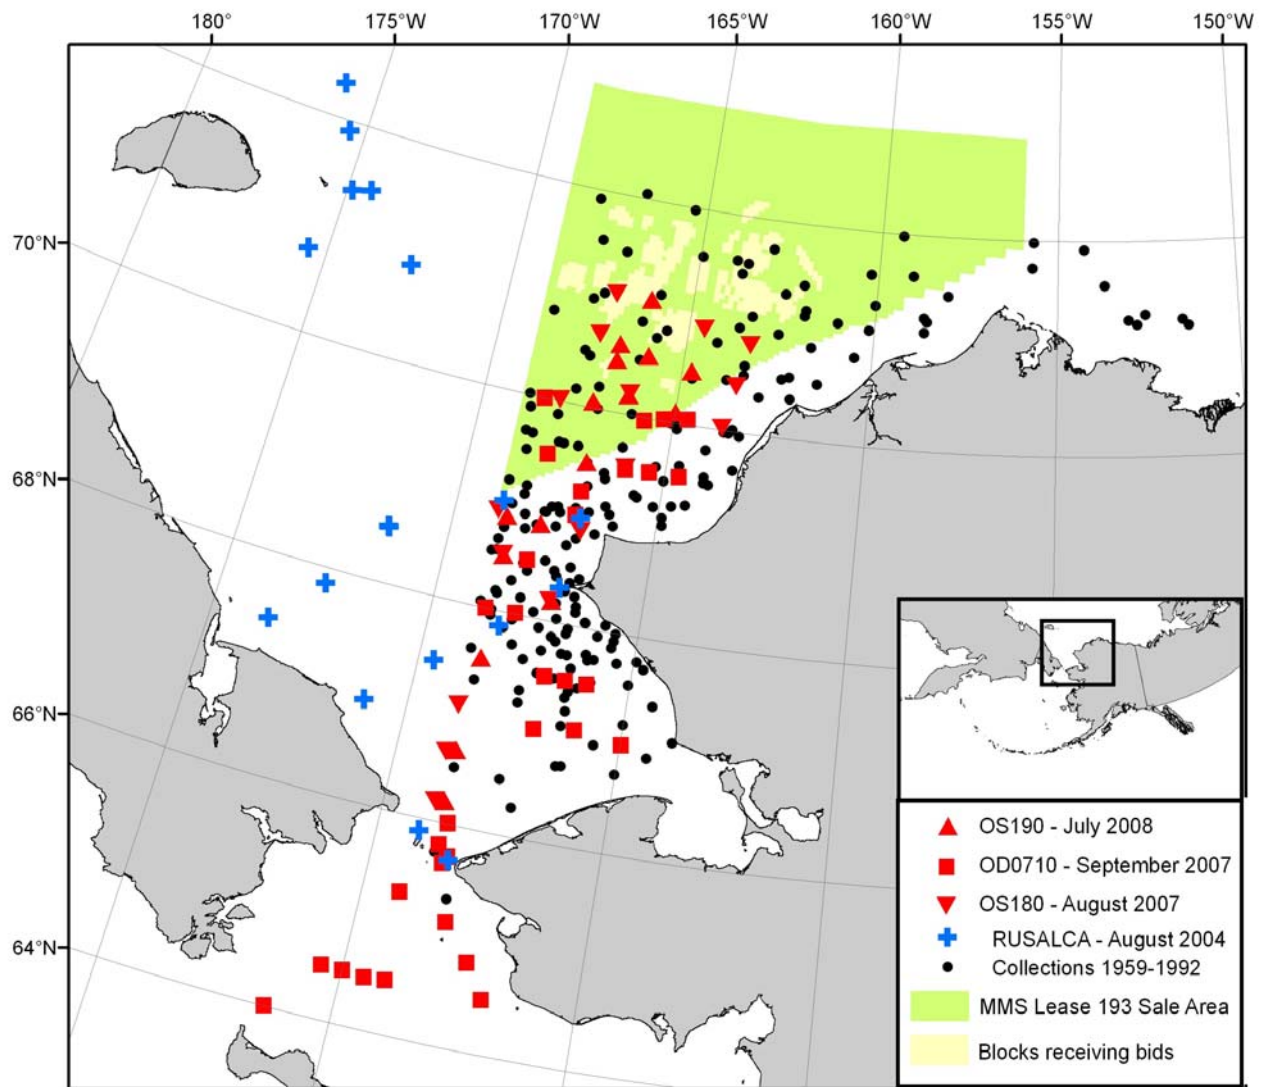 180° 175°W 170°W 165°W 160°W 155°W 150°W
70°N
68°N
66°N
64°N
OS190 - July 2008
OD0710 - September 2007
OS180 - August 2007
RUSALCA - August 2004
Collections 1959-1992
MMS Lease 193 Sale Area
Blocks receiving bids